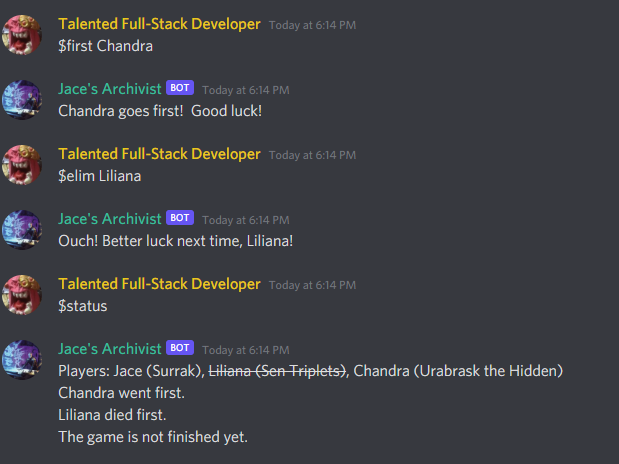 Talented Full-Stack Developer Today at 6:14 PM
$first Chandra
Jace's Archivist BOT Today at 6:14 PM
Chandra goes first! Good luck!
Talented Full-Stack Developer Today at 6:14 PM
$elim Liliana
Jace's Archivist BOT Today at 6:14 PM
Ouch! Better luck next time, Liliana!
Talented Full-Stack Developer Today at 6:14 PM
$status
Jace's Archivist BOT Today at 6:14 PM
Players: Jace (Surrak), Liliana (Sen Triplets), Chandra (Urabrask the Hidden)
Chandra went first.
Liliana died first.
The game is not finished yet.